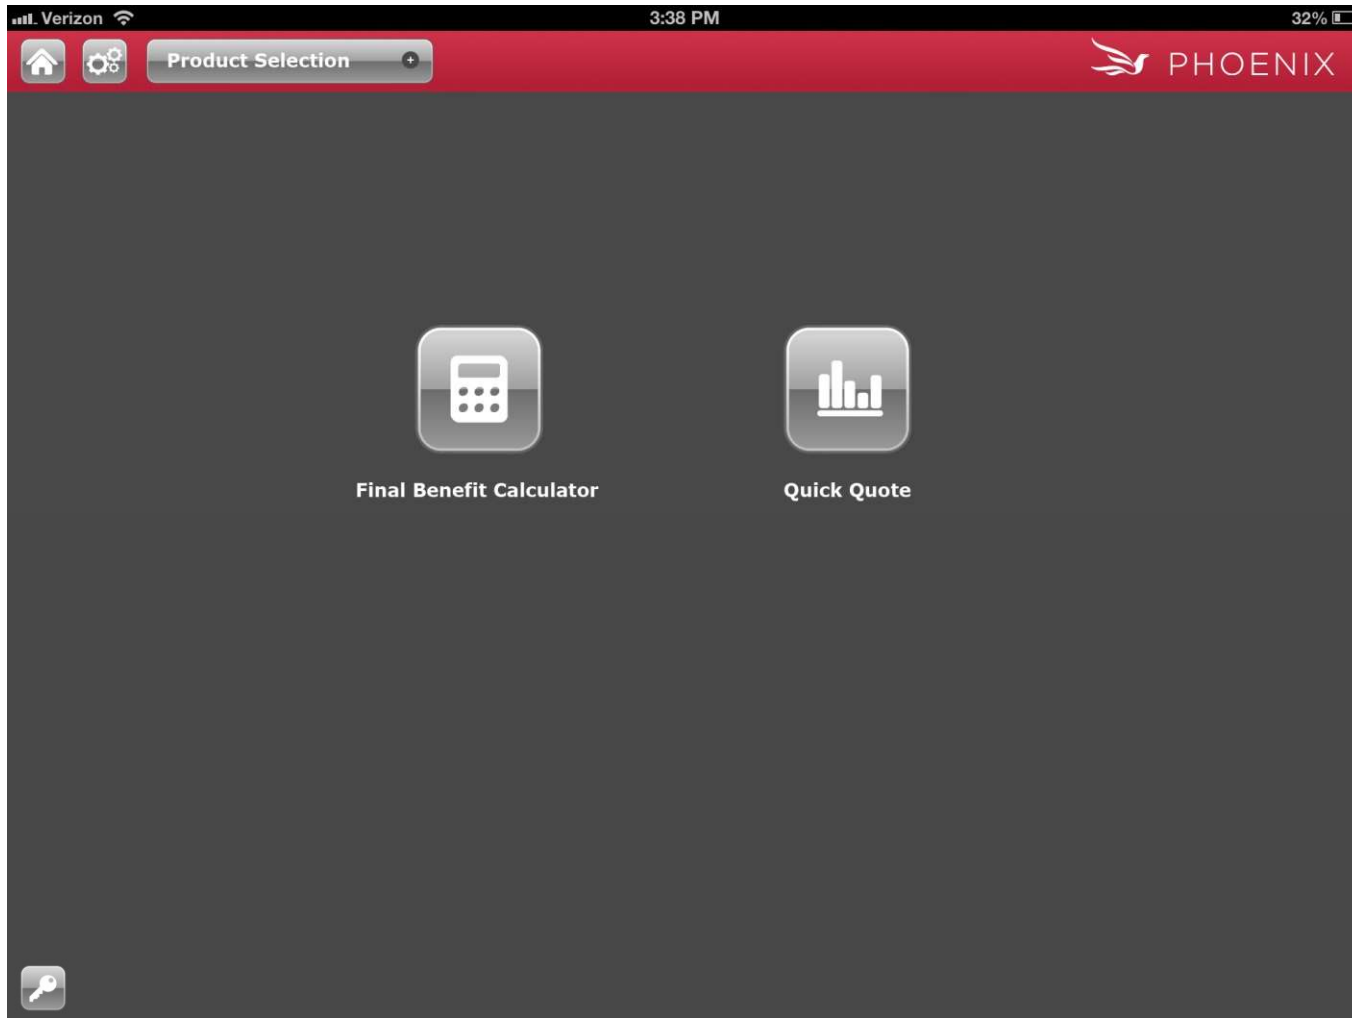 Verizon 3:38 PM 32%
Product Selection PHOENIX
Final Benefit Calculator Quick Quote